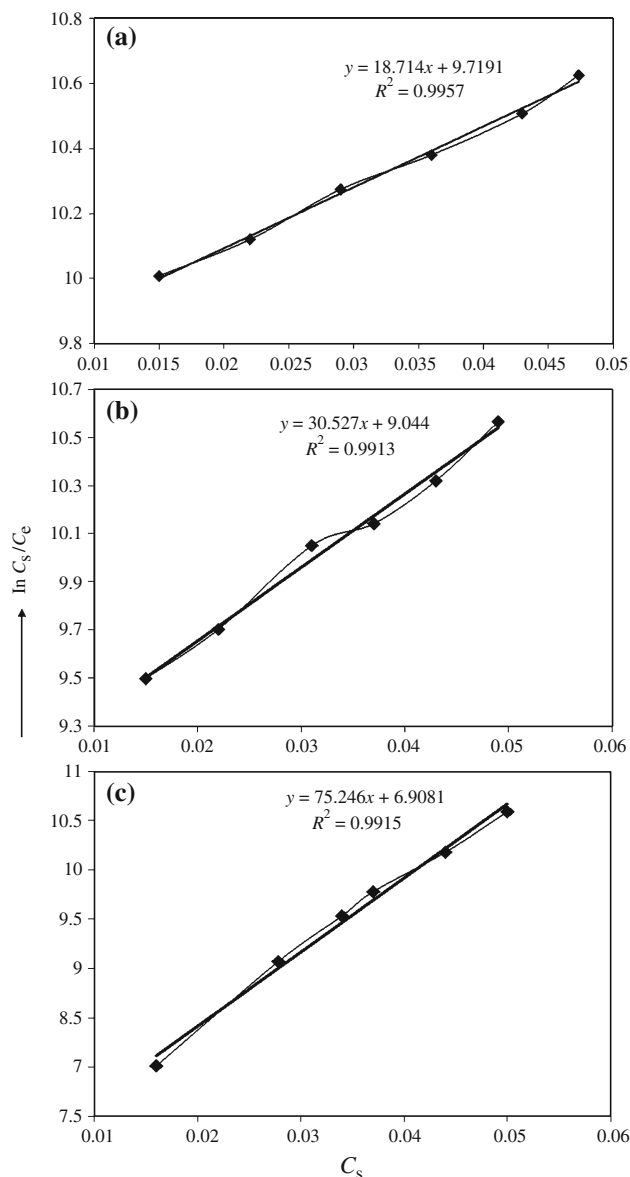 10.8
(a)
y = 18.714x + 9.7191
R² = 0.9957
10.6
10.4
10.2
10
9.8
0.01 0.015 0.02 0.025 0.03 0.035 0.04 0.045 0.05
10.7
(b)
y = 30.527x + 9.044
R² = 0.9913
10.5
10.3
10.1
9.9
9.7
9.5
9.3
0.01 0.02 0.03 0.04 0.05 0.06
ln Cs/Ce
11
(c)
y = 75.246x + 6.9081
R² = 0.9915
10.5
10
9.5
9
8.5
7
7.5
0.01 0.02 0.03 0.04 0.05 0.06
Cs